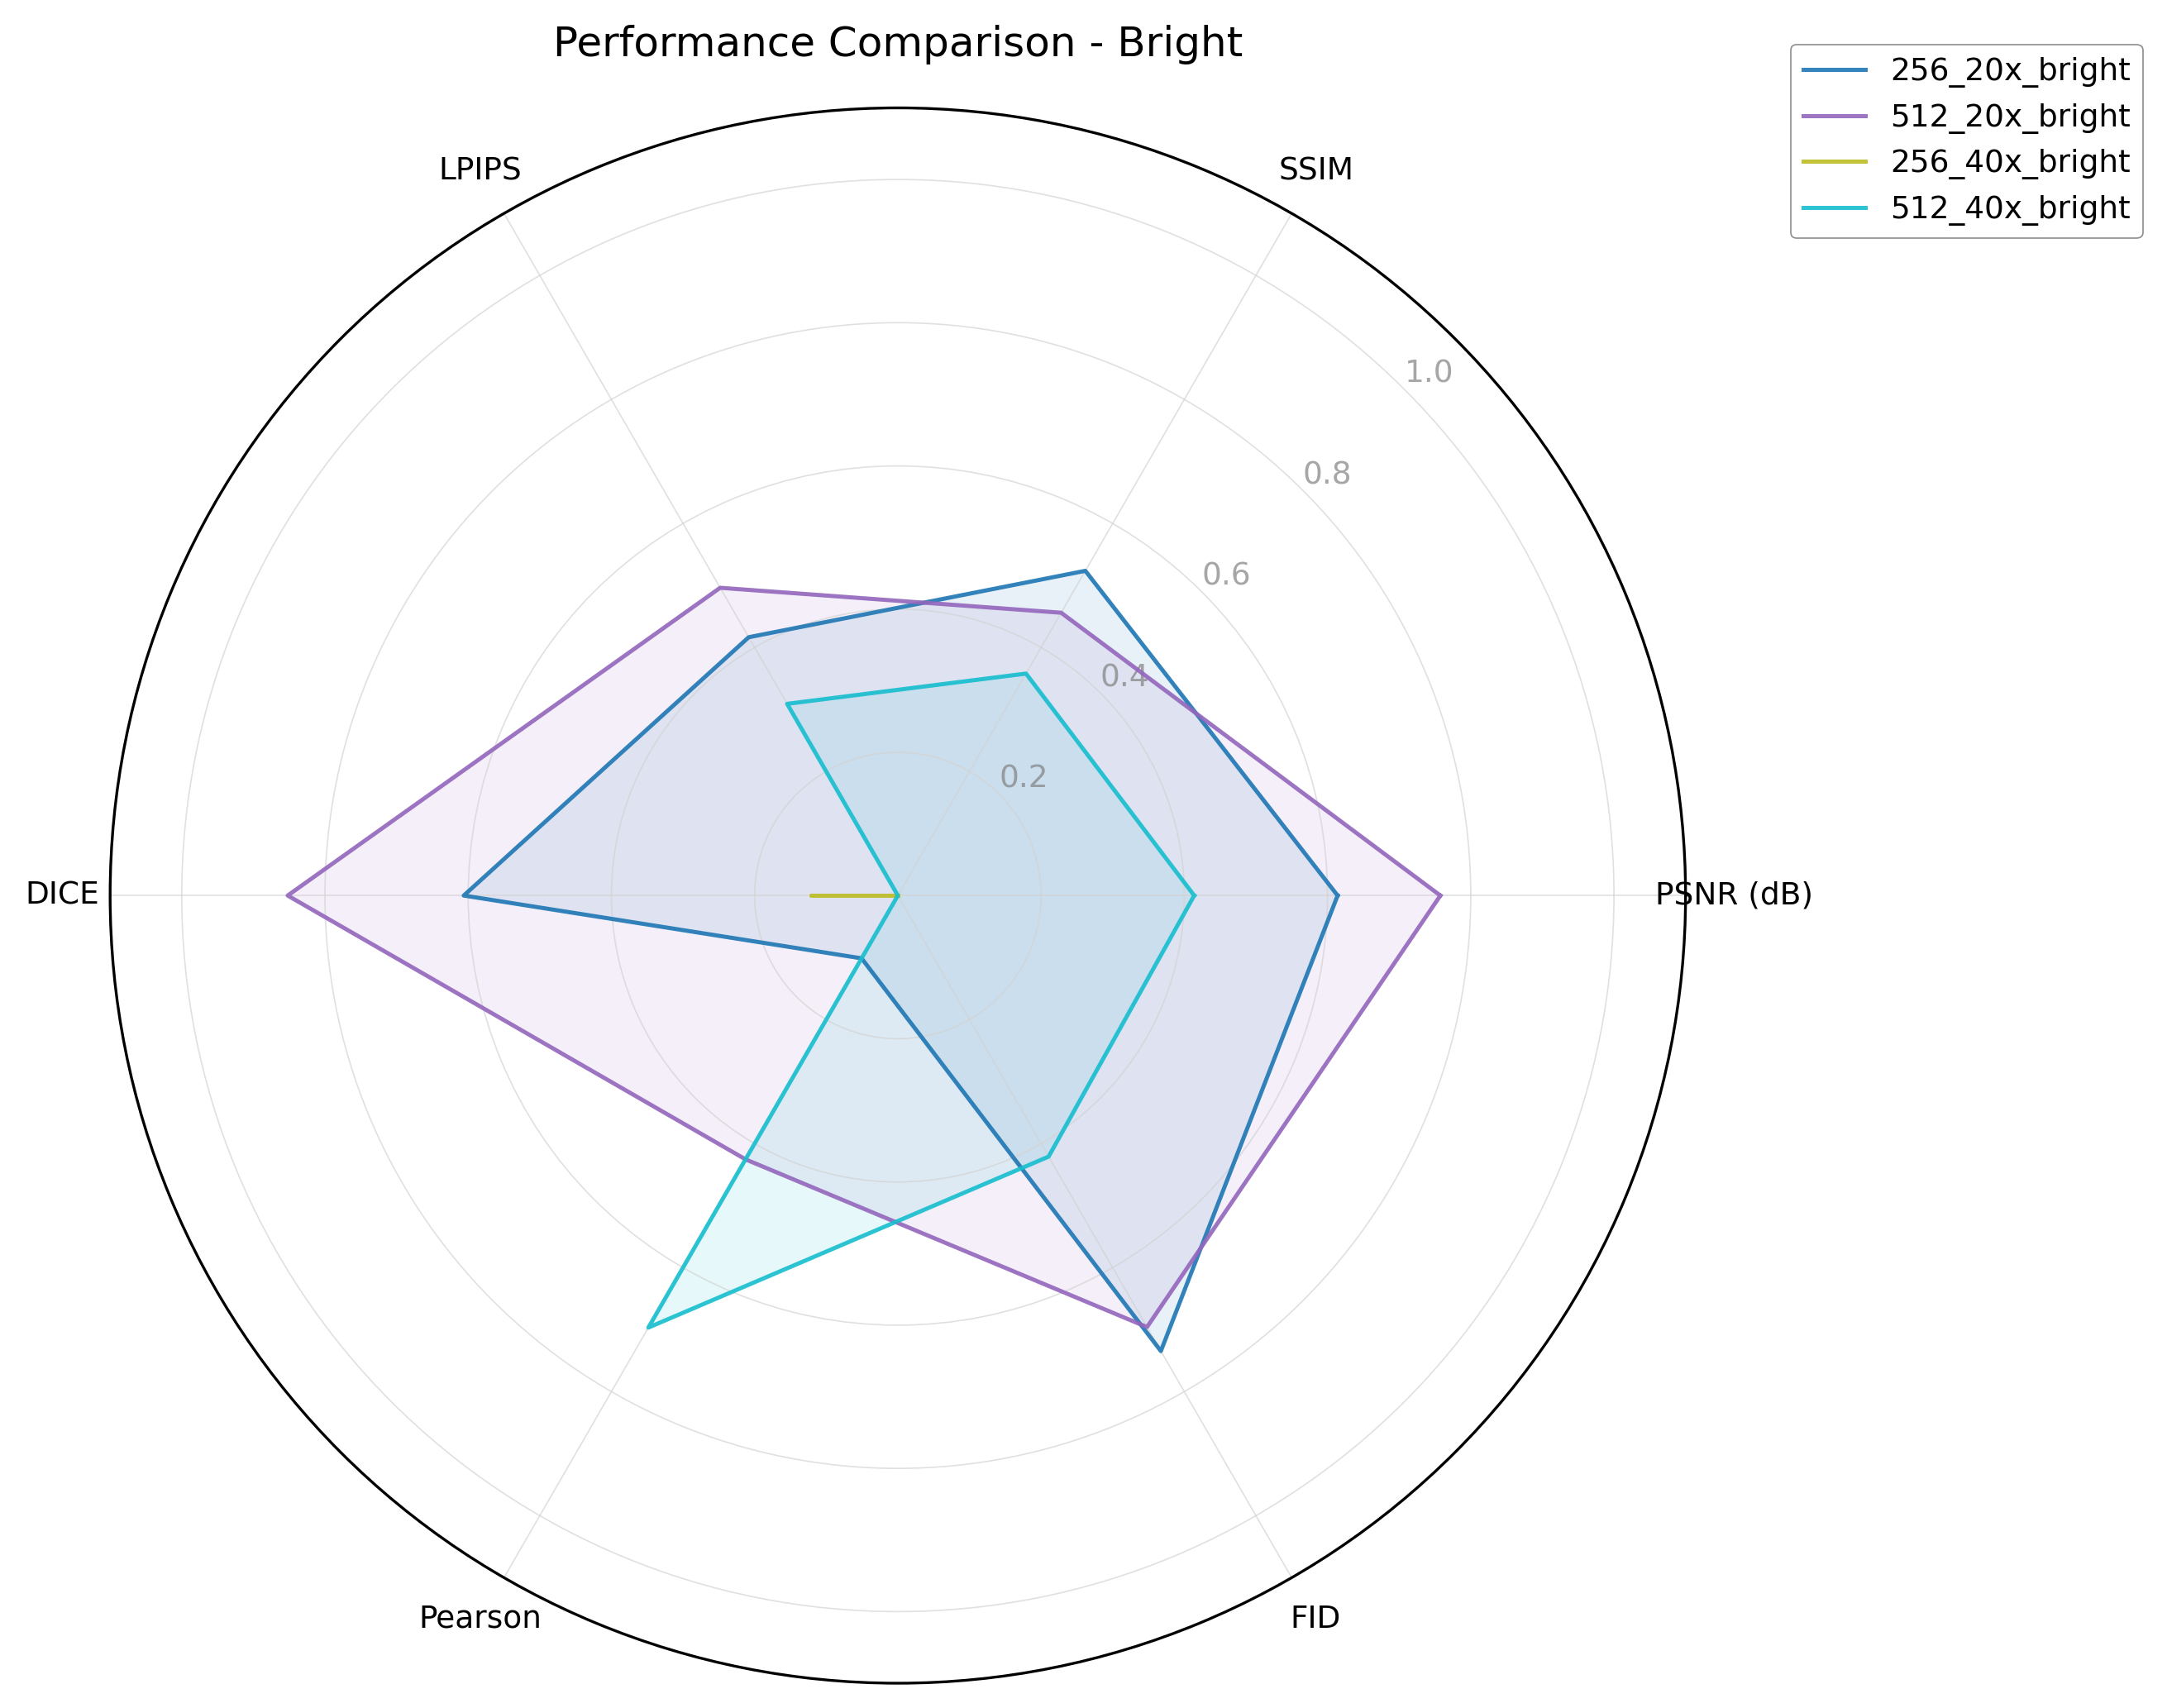 Performance Comparison - Bright
256_20x_bright
512_20x_bright
256_40x_bright
512_40x_bright
LPIPS
SSIM
1.0
0.8
0.6
0.4
0.2
DICE
PSNR (dB)
Pearson
FID